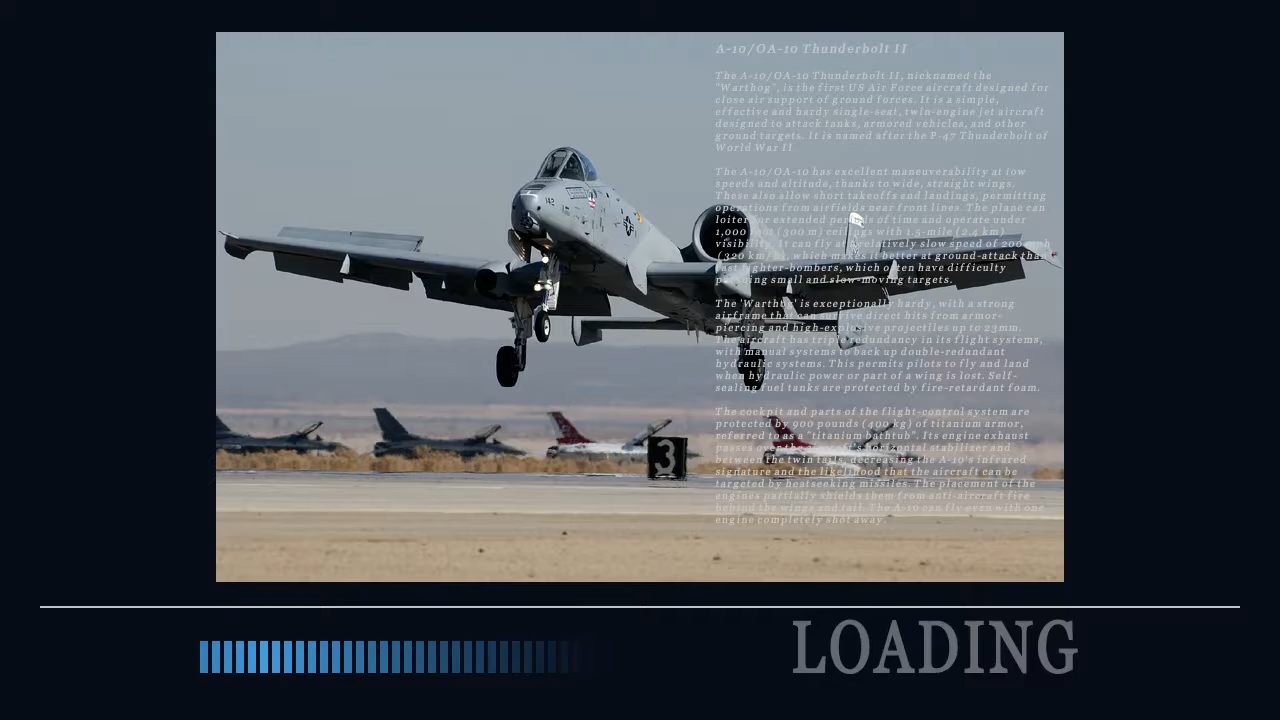 A-10/OA-10 Thunderbolt II
The A-10/OA-10 Thunderbolt II, nicknamed the
"Warthog", is the first US Air Force aircraft designed for
close air support of ground forces. It is a simple,
effective and hardy single-seat, twin-engine jet aircraft
designed to attack tanks, armored vehicles, and other
ground targets. It is named after the P-47 Thunderbolt of
World War II
The A-10/OA-10 has excellent maneuverability at low
speeds and altitude, thanks to wide, straight wings.
These also allow short takeoffs and landings, permitting
operations from airfields near front lines. The plane can
loiter for extended periods of time and operate under
1,000 foot (300 m) ceilings with 1.5-mile (2.4 km)
visibility. It can fly at a relatively slow speed of 200 mph
(320 km/h), which makes it better at ground-attack than
fast fighter-bombers, which often have difficulty
pursuing small and slow-moving targets.
The 'Warthog' is exceptionally hardy, with a strong
airframe that can survive direct hits from armor-
piercing and high-explosive projectiles up to 23mm.
The aircraft has triple redundancy in its flight systems,
with manual systems to back up double-redundant
hydraulic systems. This permits pilots to fly and land
when hydraulic power or part of a wing is lost. Self-
sealing fuel tanks are protected by fire-retardant foam.
The cockpit and parts of the flight-control system are
protected by 900 pounds (400 kg) of titanium armor,
referred to as a "titanium bathtub". Its engine exhaust
passes over the aircraft's horizontal stabilizer and
between the twin tails, decreasing the A-10's infrared
signature and the likelihood that the aircraft can be
targeted by heatseeking missiles. The placement of the
engines partially shields them from anti-aircraft fire
behind the wings and tail. The A-10 can fly even with one
engine completely shot away.
142
3
LOADING